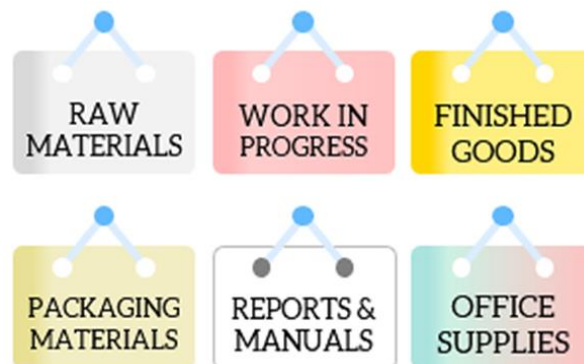 RAW
MATERIALS
WORK IN
PROGRESS
FINISHED
GOODS
PACKAGING
MATERIALS
REPORTS &
MANUALS
OFFICE
SUPPLIES